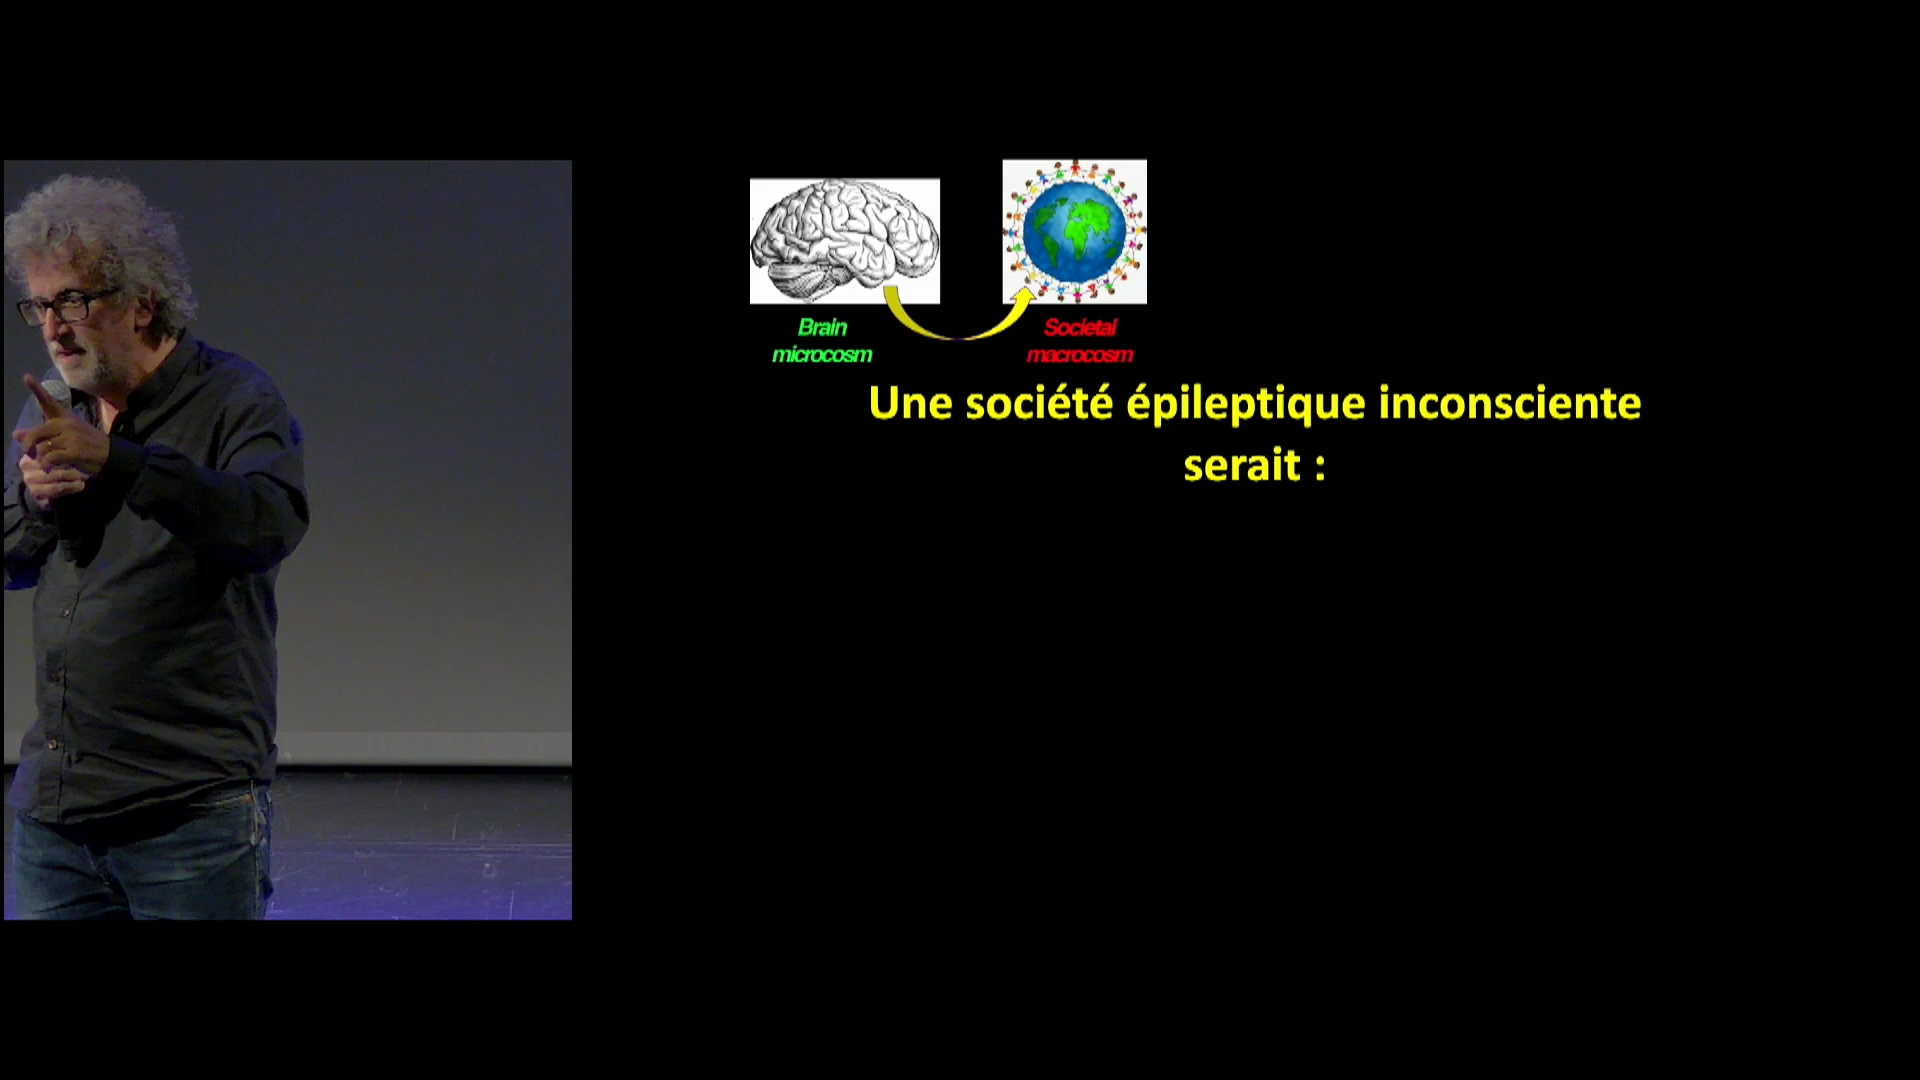 Brain
microcosm
Societal
macrocosm
Une société épileptique inconsciente
serait :